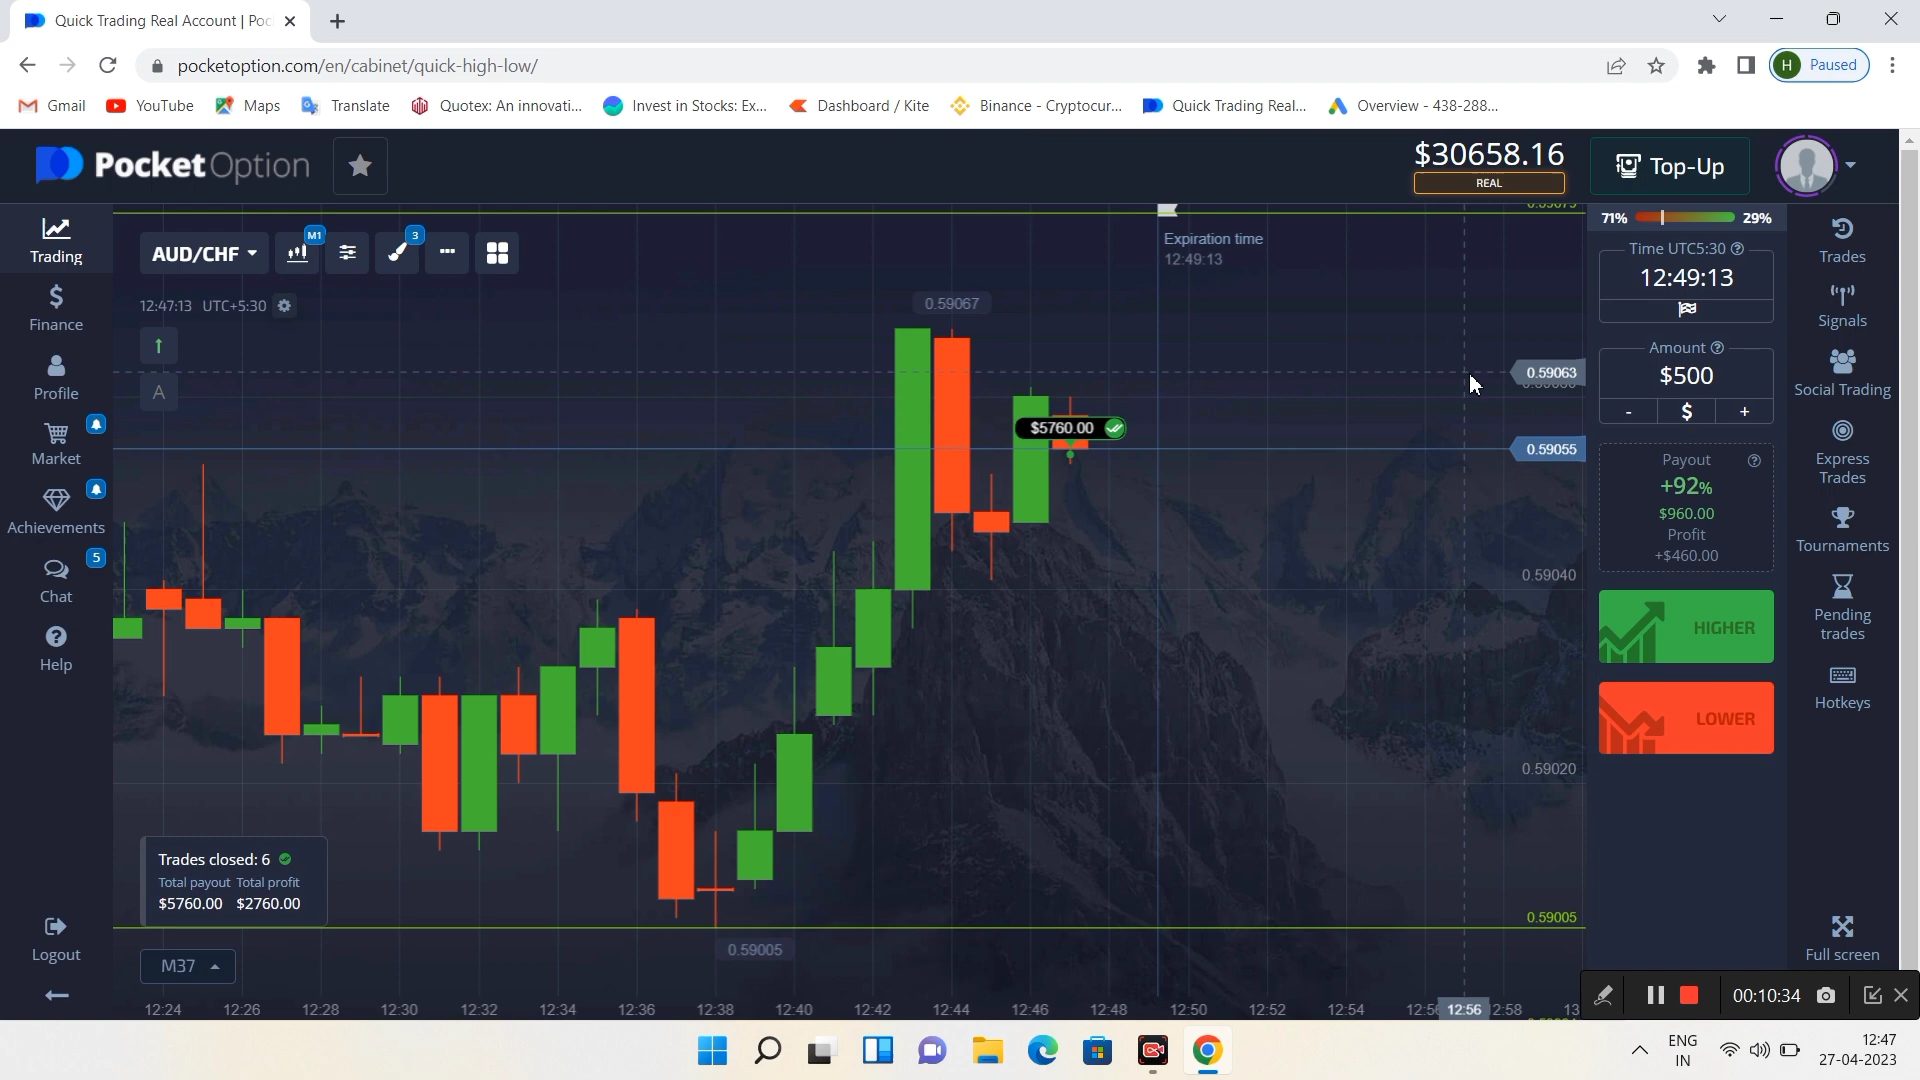 Quick Trading Real Account | Poc
pocketoption.com/en/cabinet/quick-high-low/
H Paused
Gmail YouTube Maps Translate Quotex: An innovati... Invest in Stocks: Ex... Dashboard / Kite Binance - Cryptocur... Quick Trading Real... Overview - 438-288...
PocketOption
$30658.16
REAL
Top-Up
Trading
Finance
Profile
Market
Achievements
5
Chat
Help
Logout
AUD/CHF
M1
3
12:47:13 UTC+5:30
A
Expiration time
12:49:13
0.59067
$5760.00
0.59063
0.59055
0.59040
0.59020
0.59005
0.59005
Trades closed: 6
Total payout Total profit
$5760.00 $2760.00
M37
12:24 12:26 12:28 12:30 12:32 12:34 12:36 12:38 12:40 12:42 12:44 12:46 12:48 12:50 12:52 12:54 12:56
71% 29%
Time UTC5:30
12:49:13
Amount
$500
- $ +
Payout
+92%
$960.00
Profit
+$460.00
HIGHER
LOWER
Trades
Signals
Social Trading
Express
Trades
Tournaments
Pending
trades
Hotkeys
Full screen
00:10:34
ENG
IN
12:47
27-04-2023